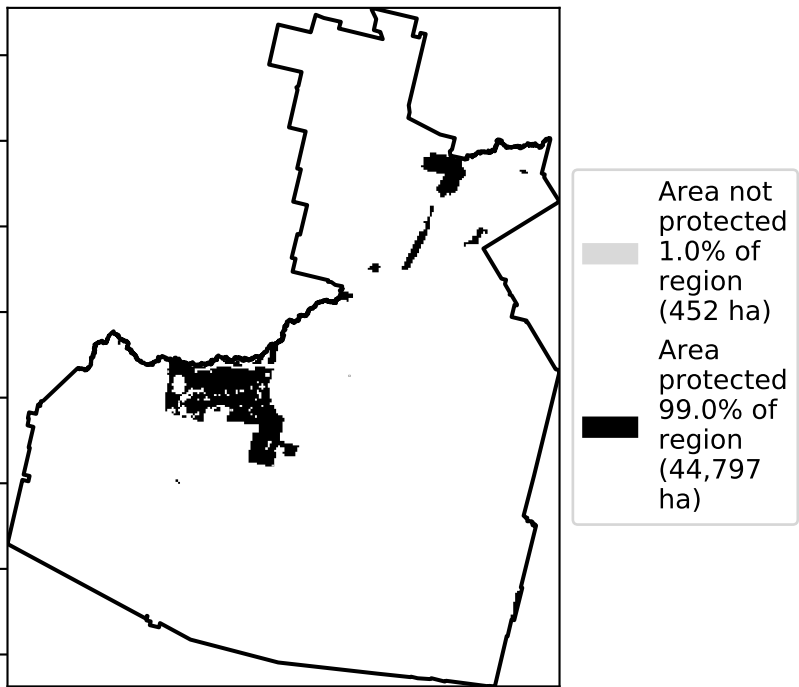 Area not
protected
1.0% of
region
(452 ha)
Area
protected
99.0% of
region
(44,797
ha)